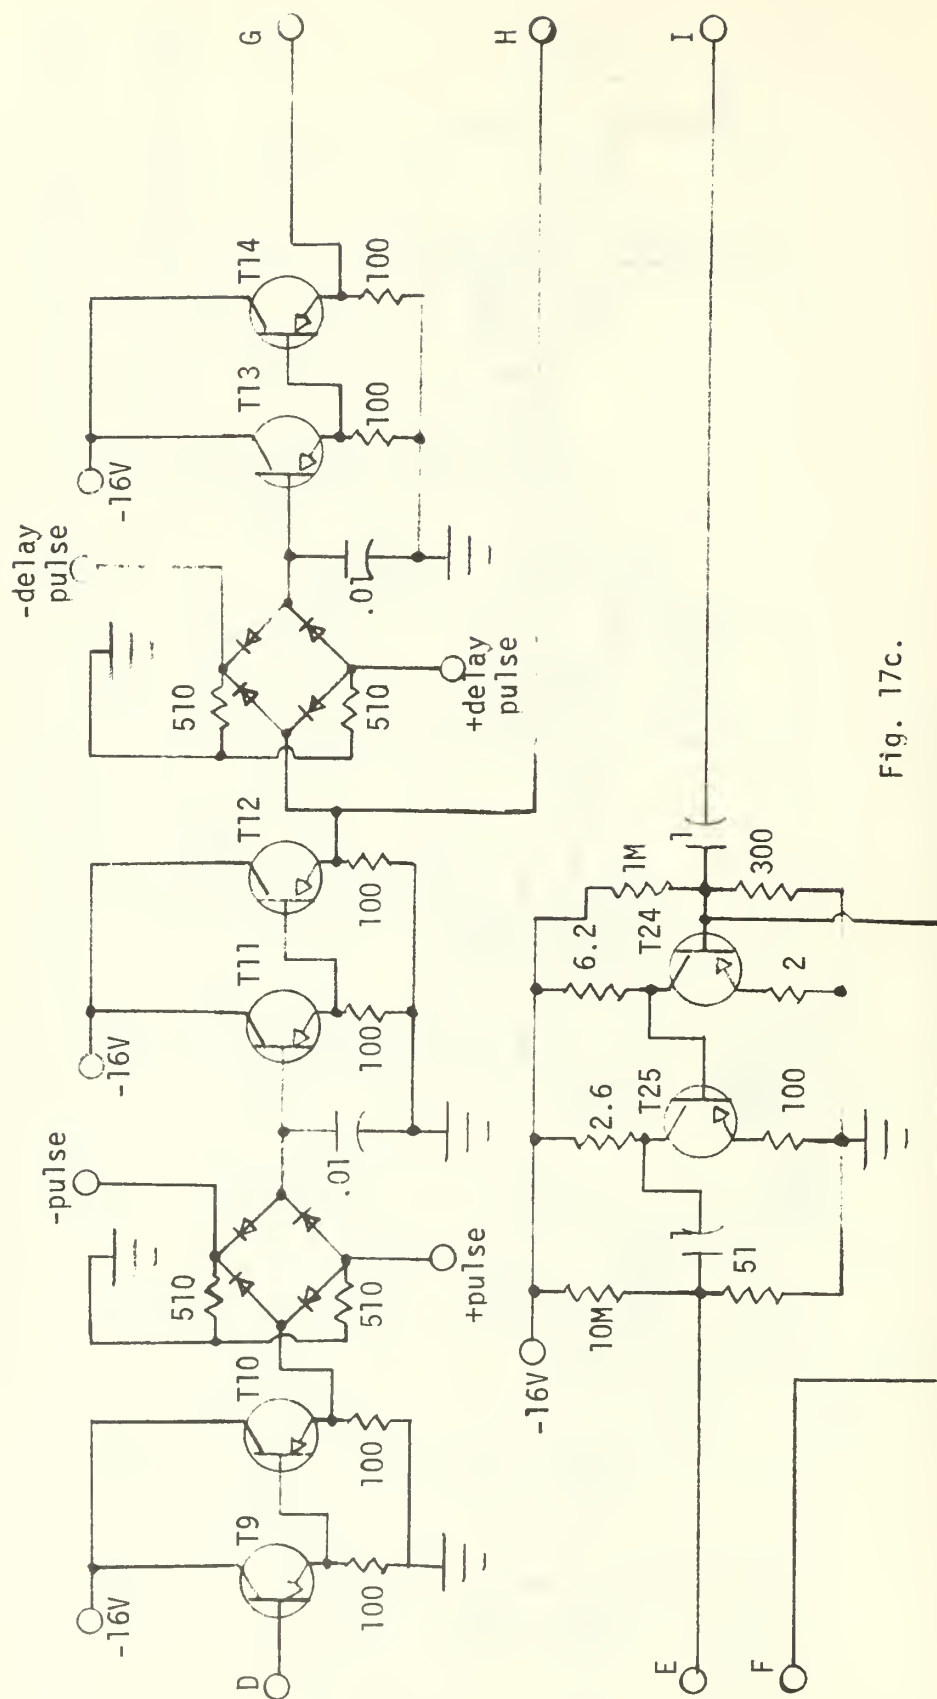 -delay
pulse
-pulse
G
-16V
-16V
-16V
T14
T13
T12
T11
T10
T9
D
510
510
510
510
.01
.01
100
100
100
100
100
100
+delay
pulse
+pulse
H
-16V
1M
6.2
2.6
10M
T24
T25
1
1
I
300
2
100
51
E
F
Fig. 17c.